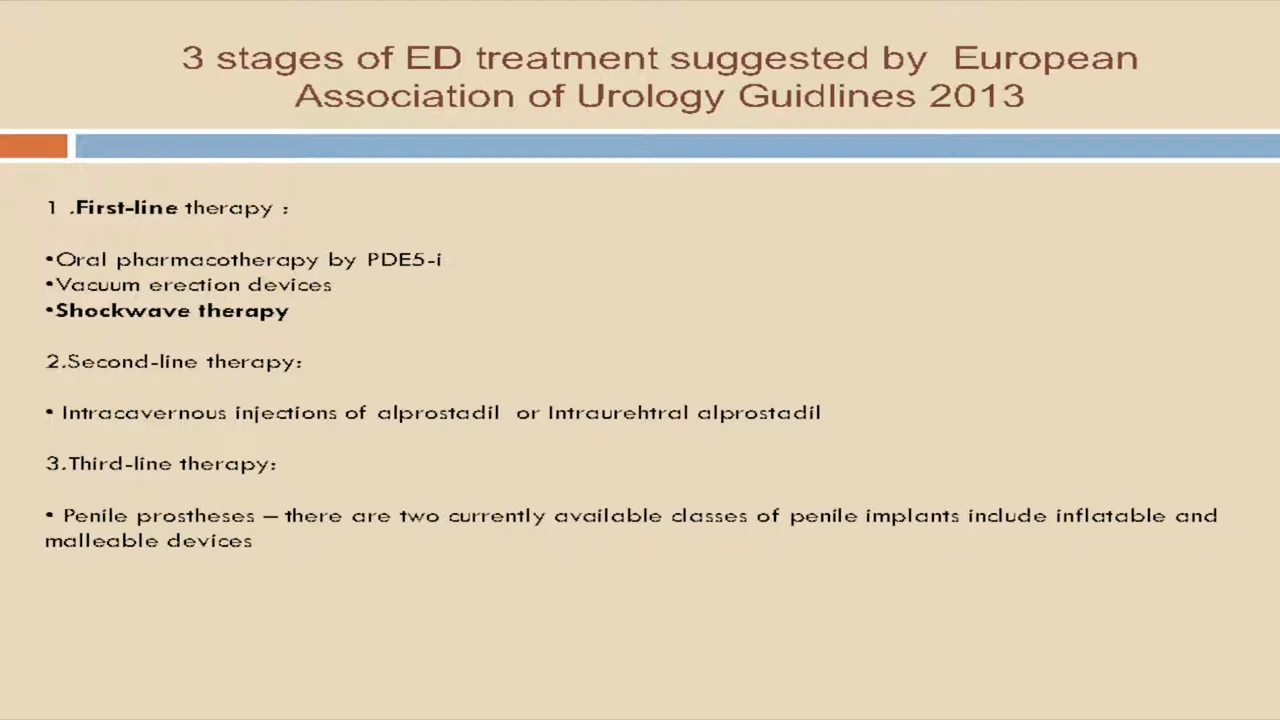 3 stages of ED treatment suggested by European
Association of Urology Guidlines 2013
1 .First-line therapy :
•Oral pharmacotherapy by PDE5-i
•Vacuum erection devices
•Shockwave therapy
2.Second-line therapy:
• Intracavernous injections of alprostadil or Intraurehtral alprostadil
3.Third-line therapy:
• Penile prostheses – there are two currently available classes of penile implants include inflatable and
malleable devices